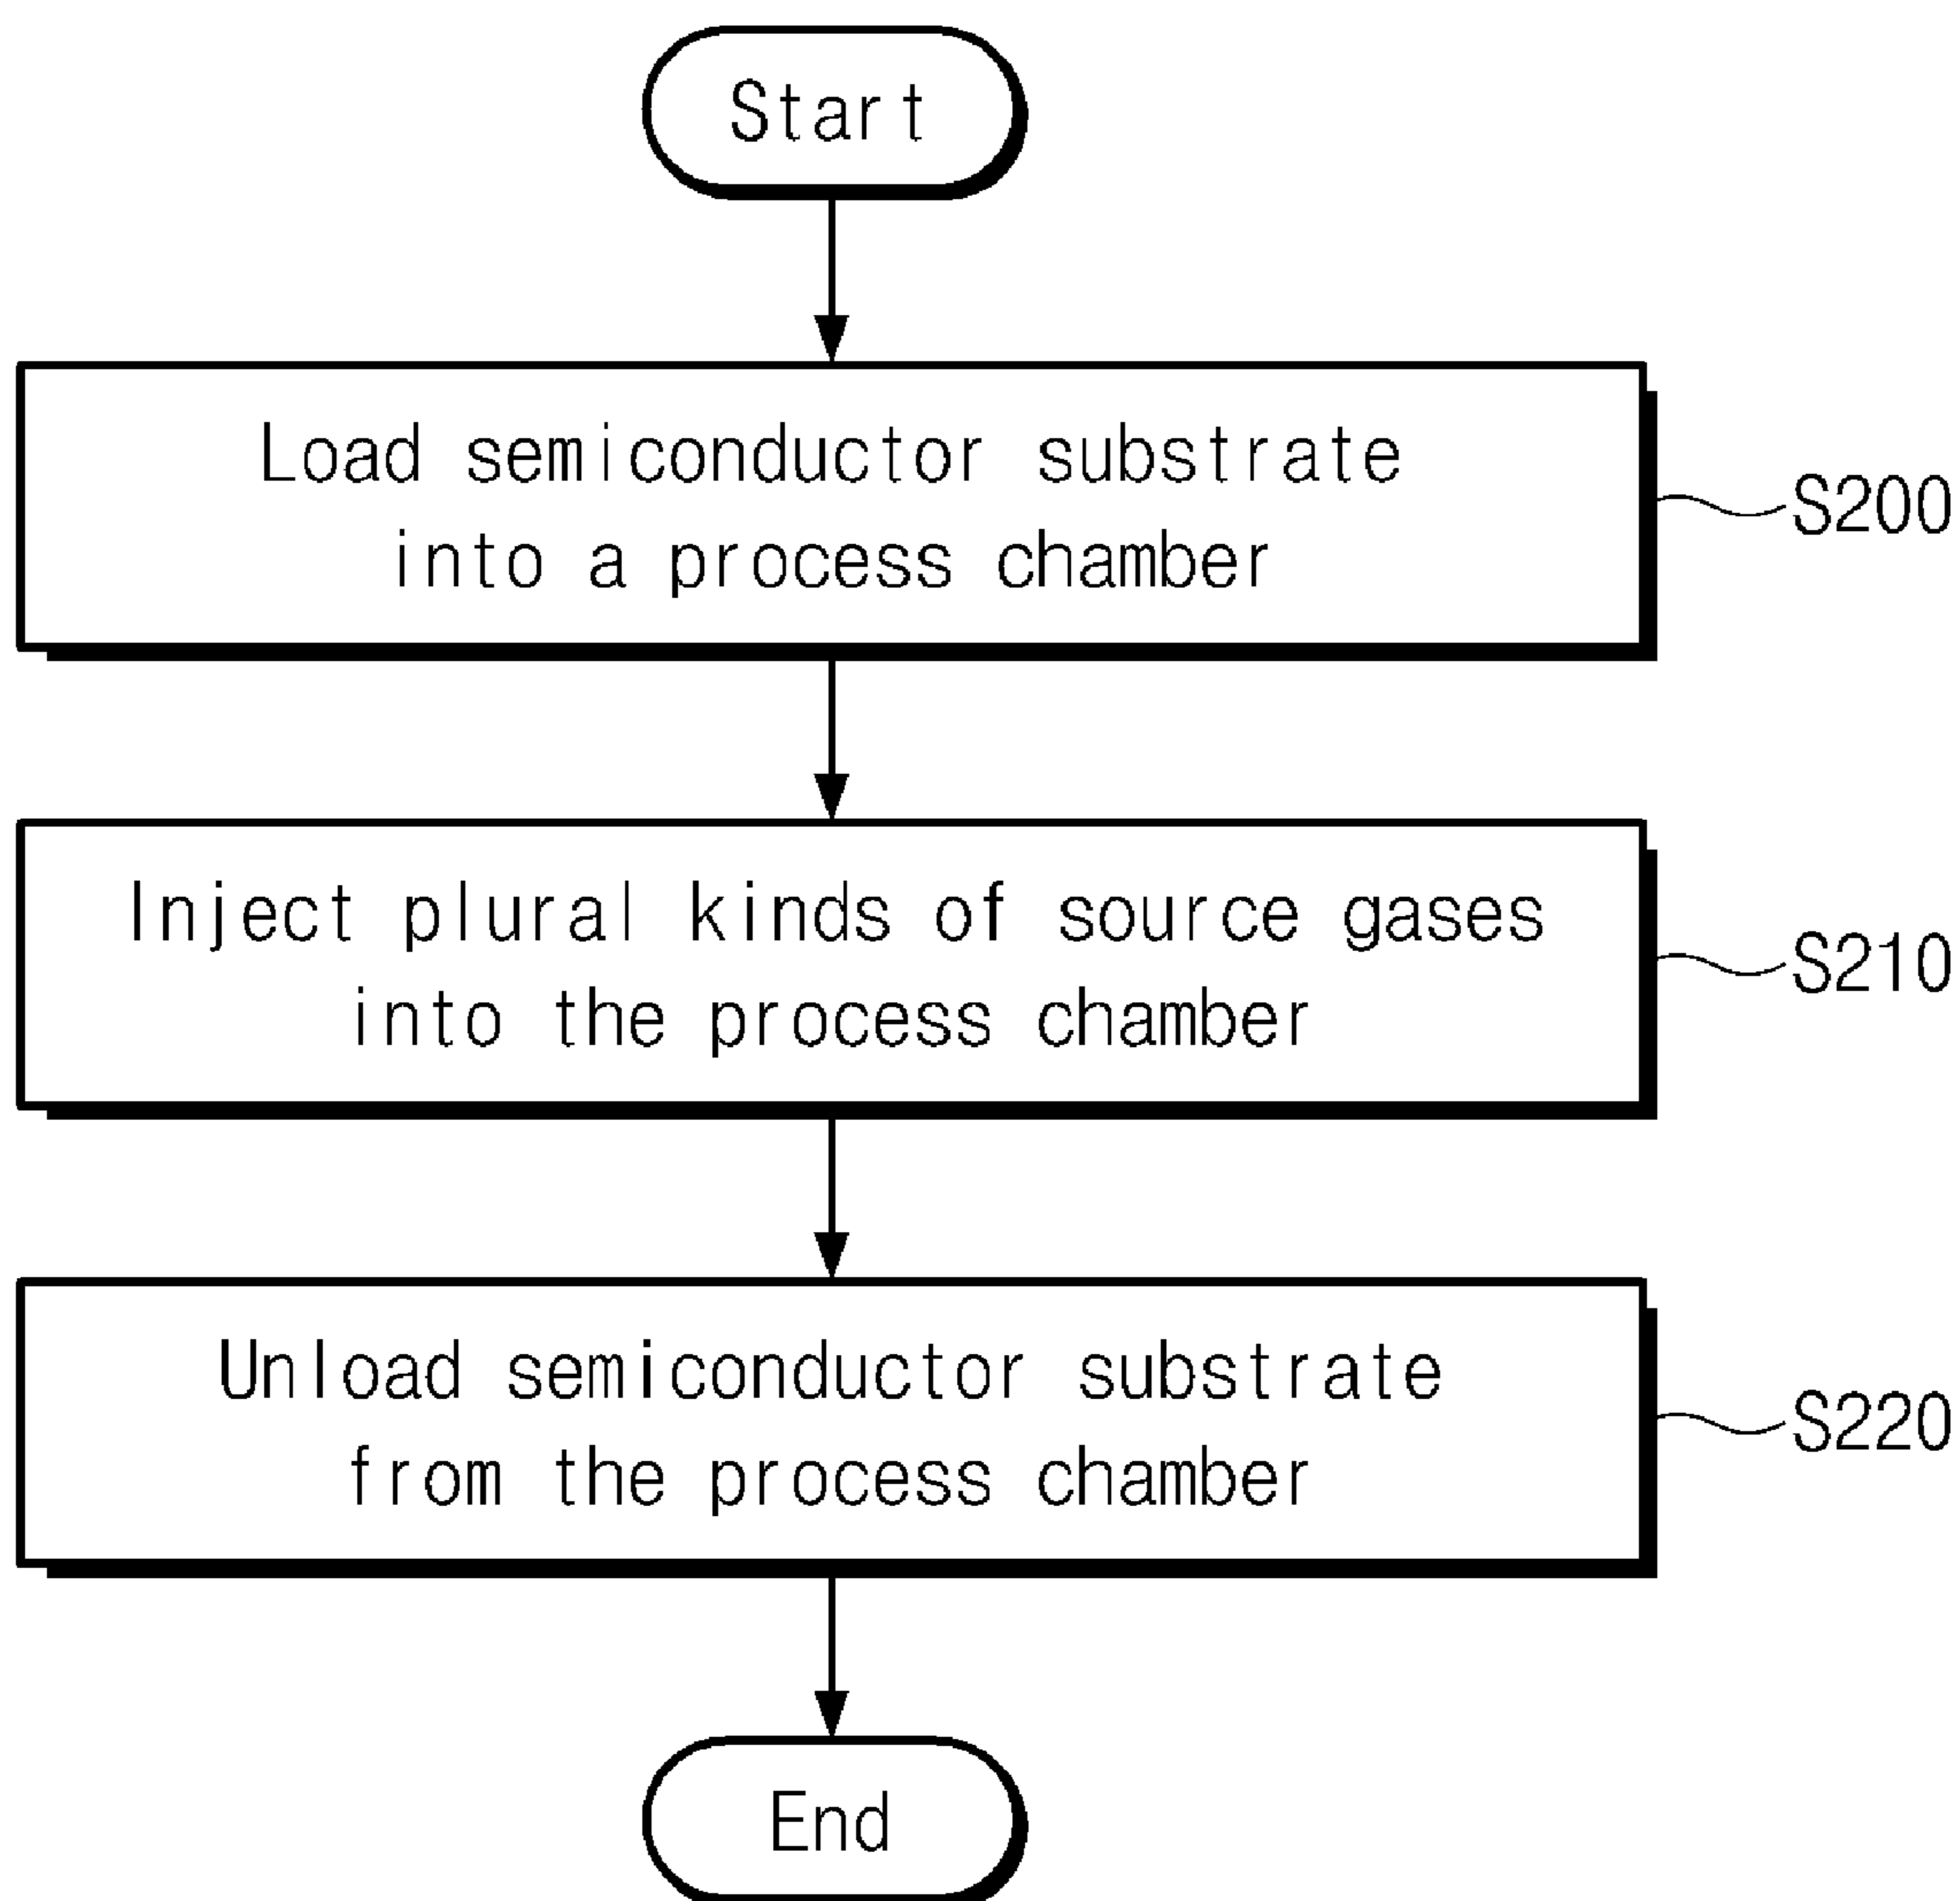 Start
Load semiconductor substrate
into a process chamber
S200
Inject plural kinds of source gases
into the process chamber
S210
Unload semiconductor substrate
from the process chamber
S220
End